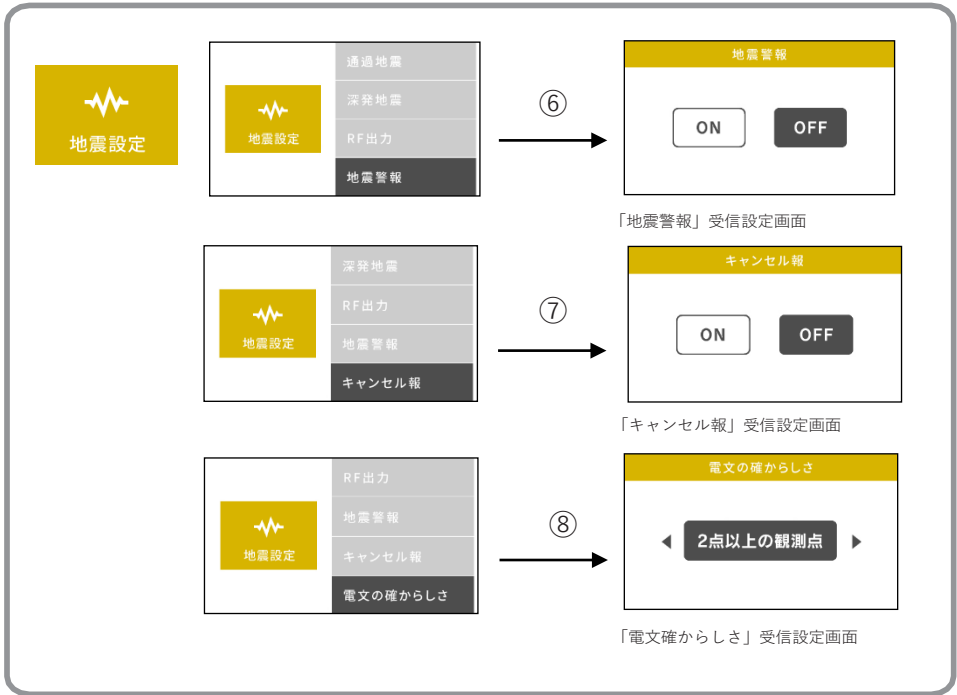 地震設定
通過地震
深発地震
RF出力
地震警報
地震設定
⑥
地震警報
ON
OFF
「地震警報」受信設定画面
深発地震
RF出力
地震警報
キャンセル報
地震設定
⑦
キャンセル報
ON
OFF
「キャンセル報」受信設定画面
RF出力
地震警報
キャンセル報
電文の確からしさ
地震設定
⑧
電文の確からしさ
2点以上の観測点
「電文確からしさ」受信設定画面